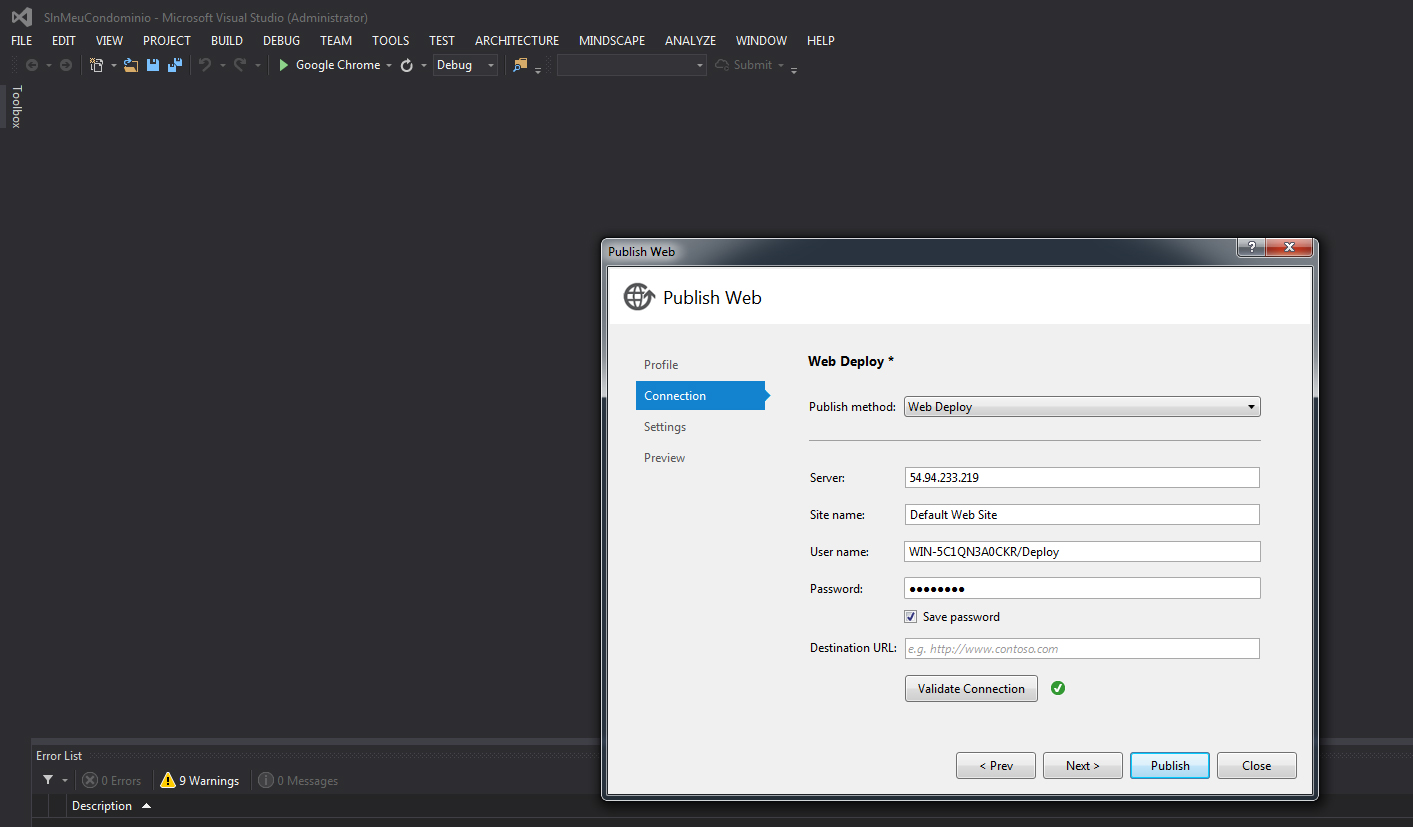 SInMeuCondominio - Microsoft Visual Studio (Administrator)
FILE EDIT VIEW PROJECT BUILD DEBUG TEAM TOOLS TEST ARCHITECTURE MINDSCAPE ANALYZE WINDOW HELP
Google Chrome Debug Submit
Toolbox
Publish Web
?
Publish Web
Profile
Connection
Settings
Preview
Web Deploy *
Publish method: Web Deploy
Server: 54.94.233.219
Site name: Default Web Site
User name: WIN-5C1QN3A0CKR/Deploy
Password: ●●●●●●●●
Save password
Destination URL: e.g. http://www.contoso.com
Validate Connection
< Prev Next > Publish Close
Error List
0 Errors 9 Warnings 0 Messages
Description